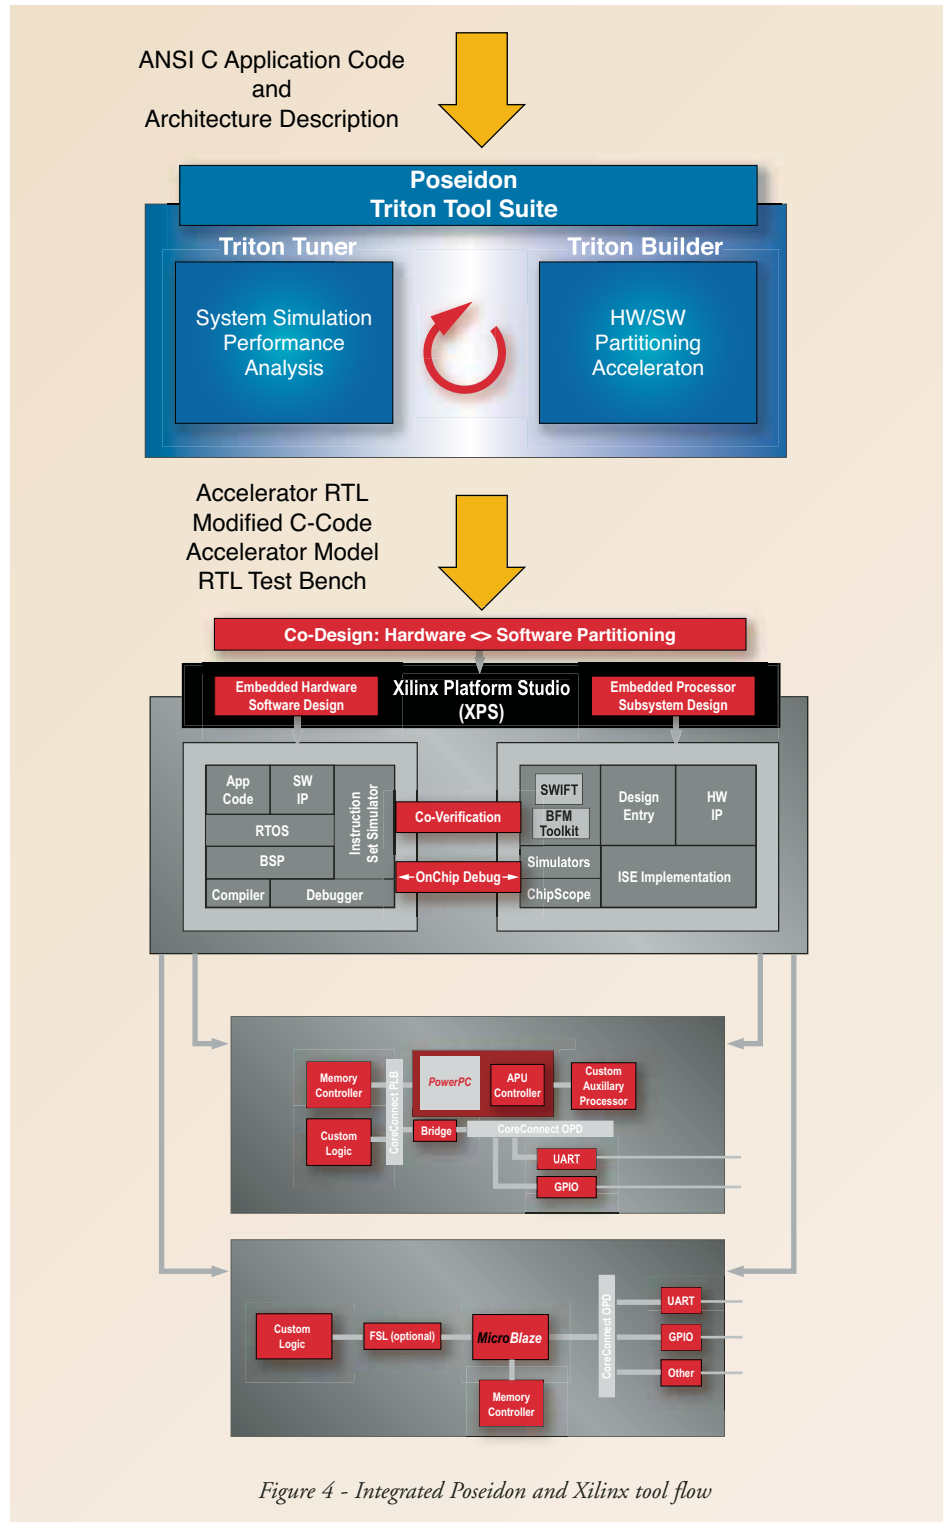 ANSI C Application Code
and
Architecture Description
Poseidon
Triton Tool Suite
Triton Tuner
Triton Builder
System Simulation
Performance
Analysis
HW/SW
Partitioning
Acceleraton
Accelerator RTL
Modified C-Code
Accelerator Model
RTL Test Bench
Co-Design: Hardware <> Software Partitioning
Embedded Hardware
Software Design
Xilinx Platform Studio
(XPS)
Embedded Processor
Subsystem Design
App
Code
SW
IP
Instruction
Set Simulator
RTOS
BSP
Compiler
Debugger
Co-Verification
OnChip Debug
SWIFT
BFM
Toolkit
Simulators
ChipScope
Design
Entry
HW
IP
ISE Implementation
Memory
Controller
Custom
Logic
CoreConnect PLB
PowerPC
APU
Controller
Custom
Auxillary
Processor
Bridge
CoreConnect OPD
UART
GPIO
Custom
Logic
FSL (optional)
MicroBlaze
Memory
Controller
CoreConnect OPD
UART
GPIO
Other
Figure 4 - Integrated Poseidon and Xilinx tool flow